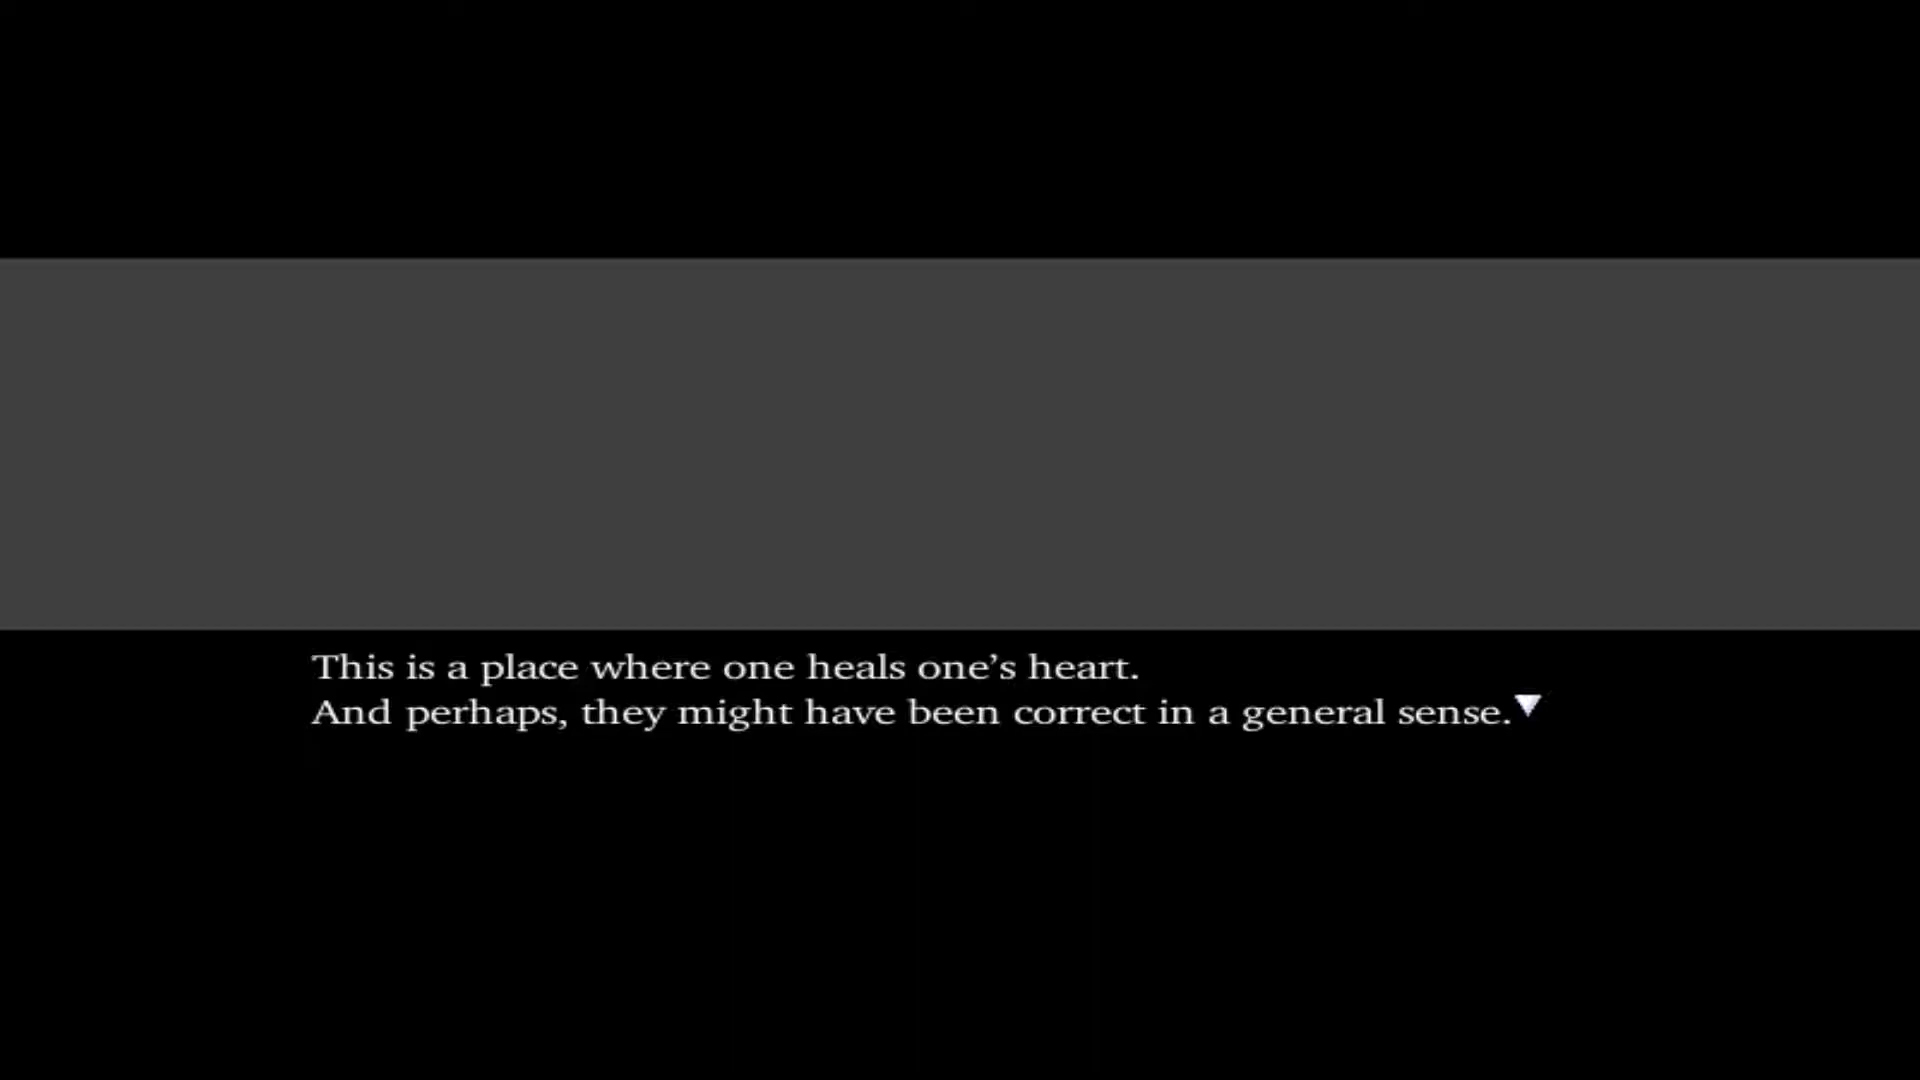 This is a place where one heals one’s heart.
And perhaps, they might have been correct in a general sense.